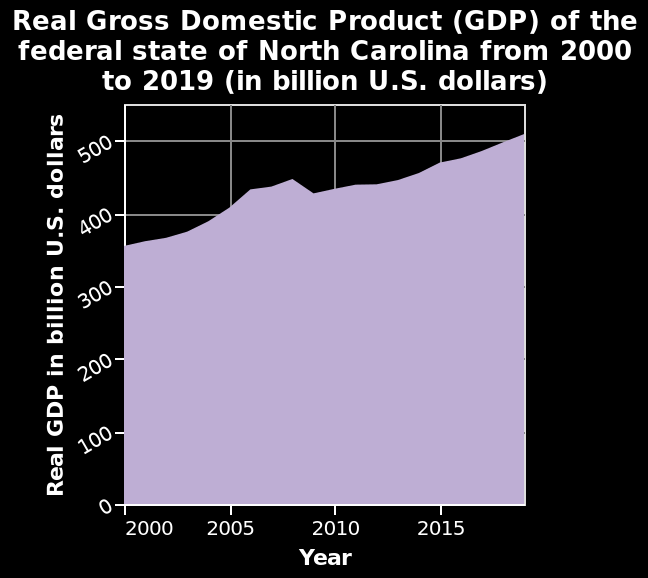 Real Gross Domestic Product (GDP) of the
federal state of North Carolina from 2000
to 2019 (in billion U.S. dollars)
Real GDP in billion U.S. dollars
500
400
300
200
100
0
2000 2005 2010 2015
Year